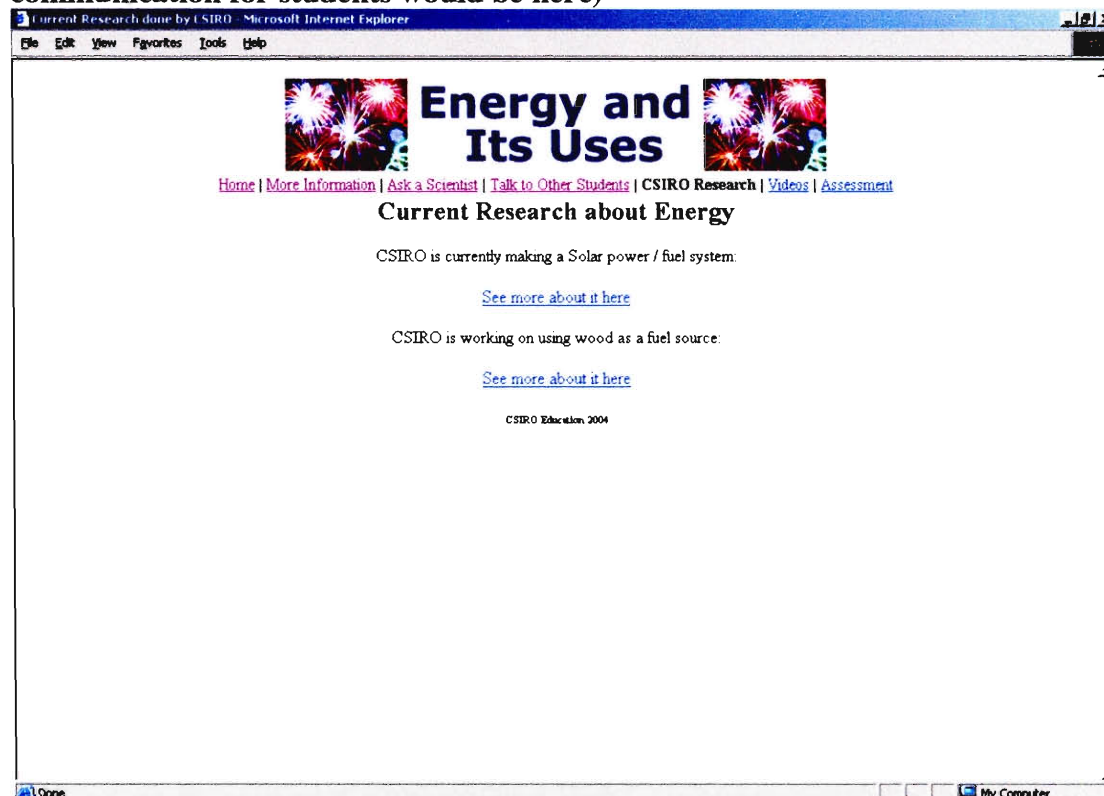 communication for students would be here)
Current Research done by CSIRO - Microsoft Internet Explorer
File Edit View Favorites Tools Help
Energy and
Its Uses
Home | More Information | Ask a Scientist | Talk to Other Students | CSIRO Research | Videos | Assessment
Current Research about Energy
CSIRO is currently making a Solar power / fuel system:
See more about it here
CSIRO is working on using wood as a fuel source:
See more about it here
CSIRO Education 2004
Done My Computer